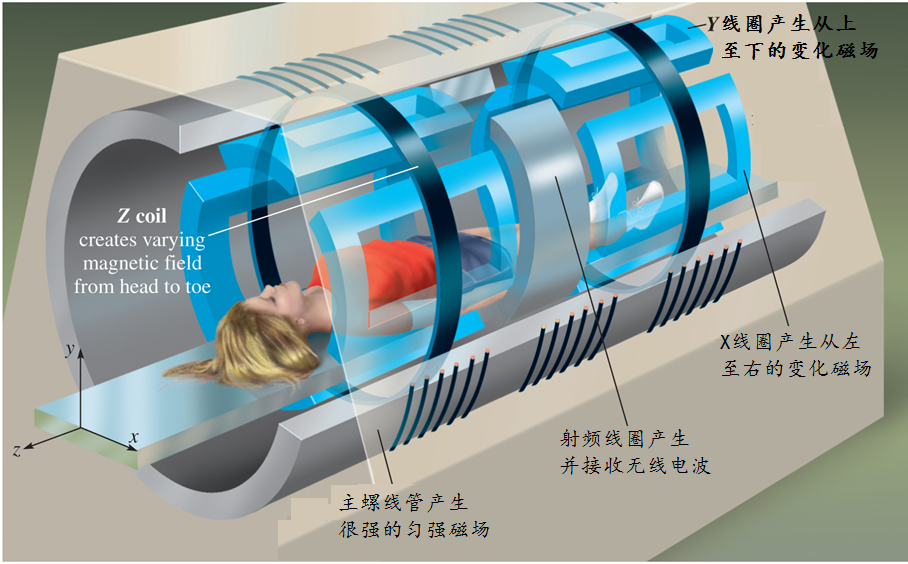 Y线圈产生从上
至下的变化磁场
Z coil
creates varying
magnetic field
from head to toe
X线圈产生从左
至右的变化磁场
射频线圈产生
并接收无线电波
主螺线管产生
很强的匀强磁场
y
x
z